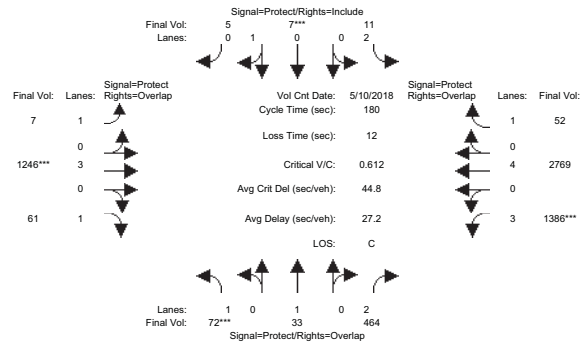 Signal=Protect/Rights=Include
Final Vol: 5 7*** 11
Lanes: 0 1 0 0 2
Signal=Protect
Final Vol: Lanes: Rights=Overlap
Vol Cnt Date: 5/10/2018
Signal=Protect
Rights=Overlap Lanes: Final Vol:
Cycle Time (sec): 180
7 1
1 52
Loss Time (sec): 12
0
0
1246*** 3
Critical V/C: 0.612
4 2769
0
Avg Crit Del (sec/veh): 44.8
0
61 1
Avg Delay (sec/veh): 27.2
3 1386***
LOS: C
Lanes: 1 0 1 0 2
Final Vol: 72*** 33 464
Signal=Protect/Rights=Overlap